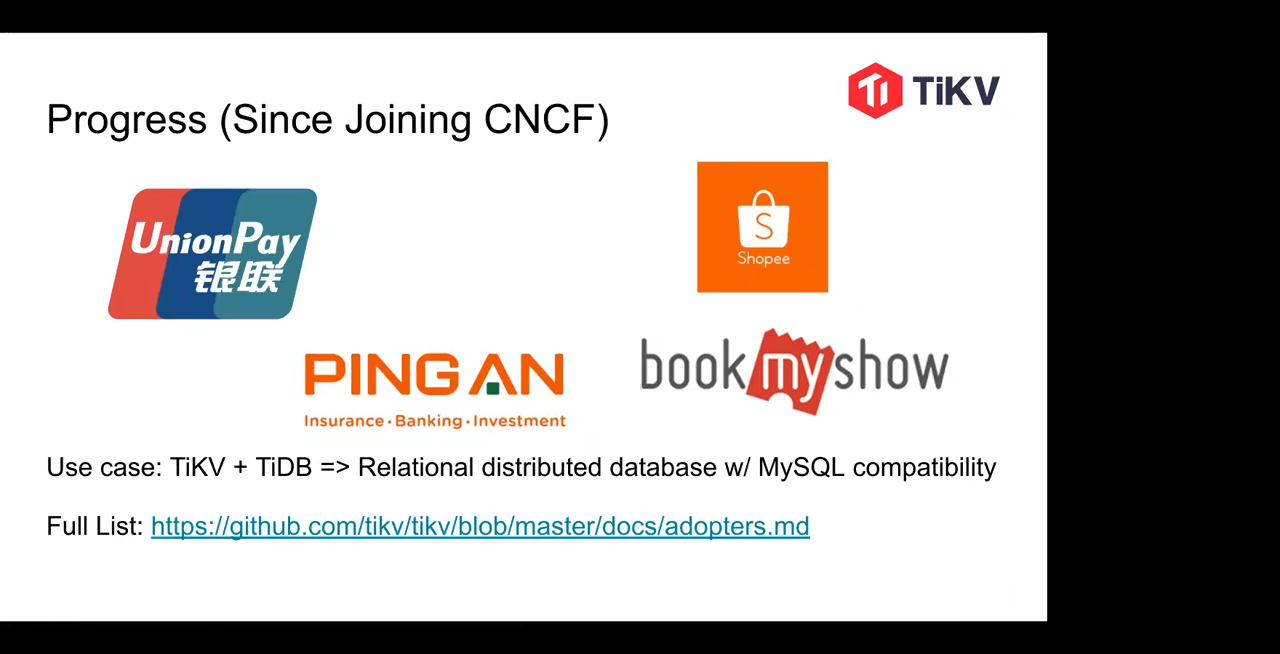 TiKV
Progress (Since Joining CNCF)
UnionPay
银联
S
Shopee
PING AN
Insurance·Banking·Investment
bookmyshow
Use case: TiKV + TiDB => Relational distributed database w/ MySQL compatibility
Full List: https://github.com/tikv/tikv/blob/master/docs/adopters.md